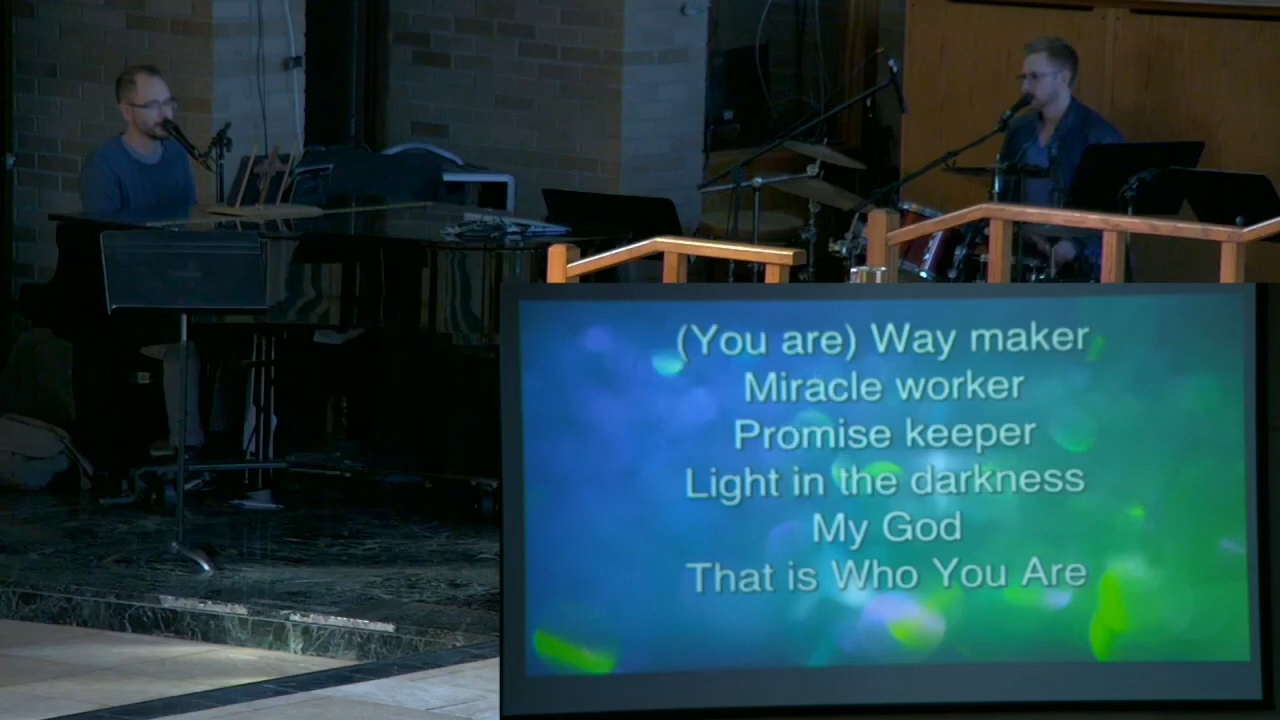 (You are) Way maker
Miracle worker
Promise keeper
Light in the darkness
My God
That is Who You Are